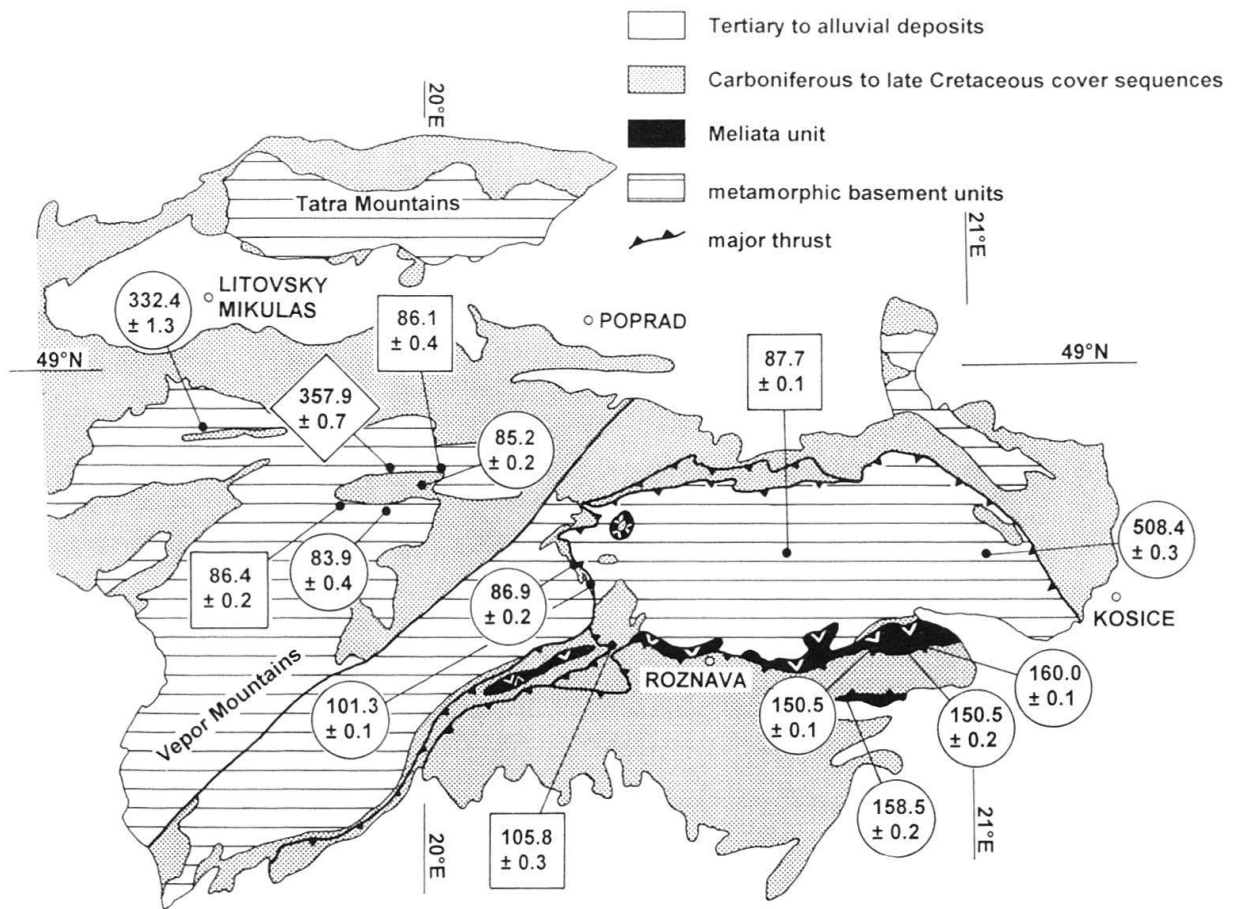 Tertiary to alluvial deposits
Carboniferous to late Cretaceous cover sequences
Meliata unit
metamorphic basement units
major thrust
20°E
21°E
Tatra Mountains
LITOVSKY
MIKULAS
332.4
± 1.3
86.1
± 0.4
POPRAD
49°N
49°N
87.7
± 0.1
357.9
± 0.7
85.2
± 0.2
508.4
± 0.3
86.4
± 0.2
83.9
± 0.4
86.9
± 0.2
KOSICE
ROZNAVA
Vepor Mountains
101.3
± 0.1
150.5
± 0.1
150.5
± 0.2
160.0
± 0.1
158.5
± 0.2
105.8
± 0.3
20°E
21°E